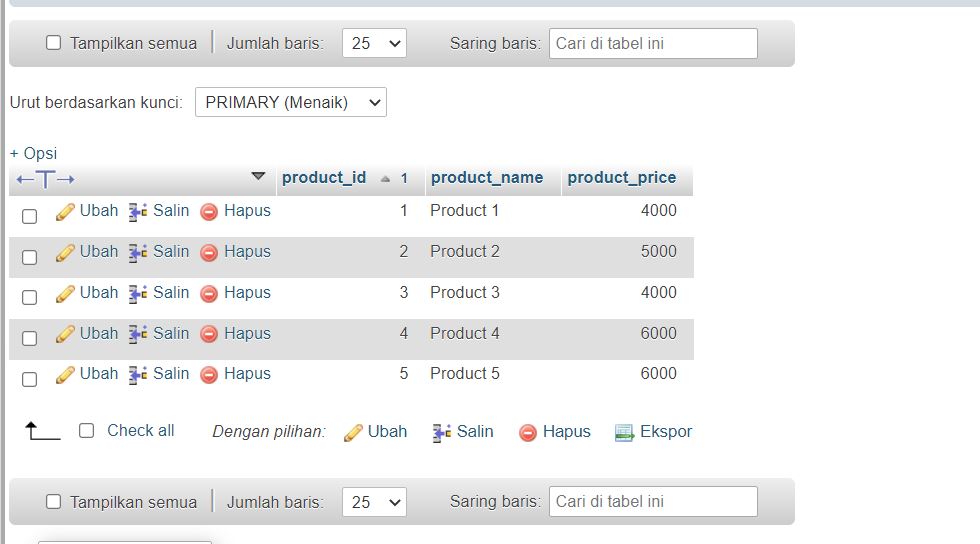 Tampilkan semua Jumlah baris: 25 Saring baris: Cari di tabel ini
Urut berdasarkan kunci: PRIMARY (Menaik)
+ Opsi
←T→ product_id 1 product_name product_price
Ubah Salin Hapus 1 Product 1 4000
Ubah Salin Hapus 2 Product 2 5000
Ubah Salin Hapus 3 Product 3 4000
Ubah Salin Hapus 4 Product 4 6000
Ubah Salin Hapus 5 Product 5 6000
Check all Dengan pilihan: Ubah Salin Hapus Ekspor
Tampilkan semua Jumlah baris: 25 Saring baris: Cari di tabel ini